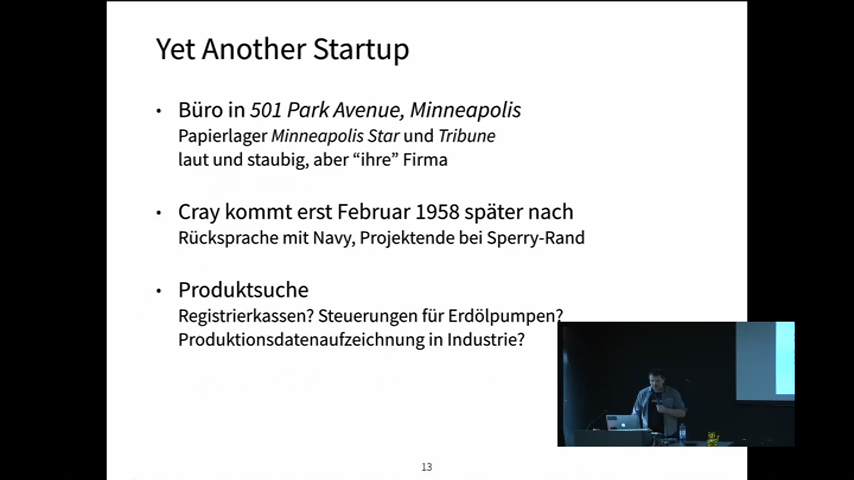 Yet Another Startup
• Büro in 501 Park Avenue, Minneapolis
Papierlager Minneapolis Star und Tribune
laut und staubig, aber “ihre” Firma
• Cray kommt erst Februar 1958 später nach
Rücksprache mit Navy, Projektende bei Sperry-Rand
• Produktsuche
Registrierkassen? Steuerungen für Erdölpumpen?
Produktionsdatenaufzeichnung in Industrie?
13